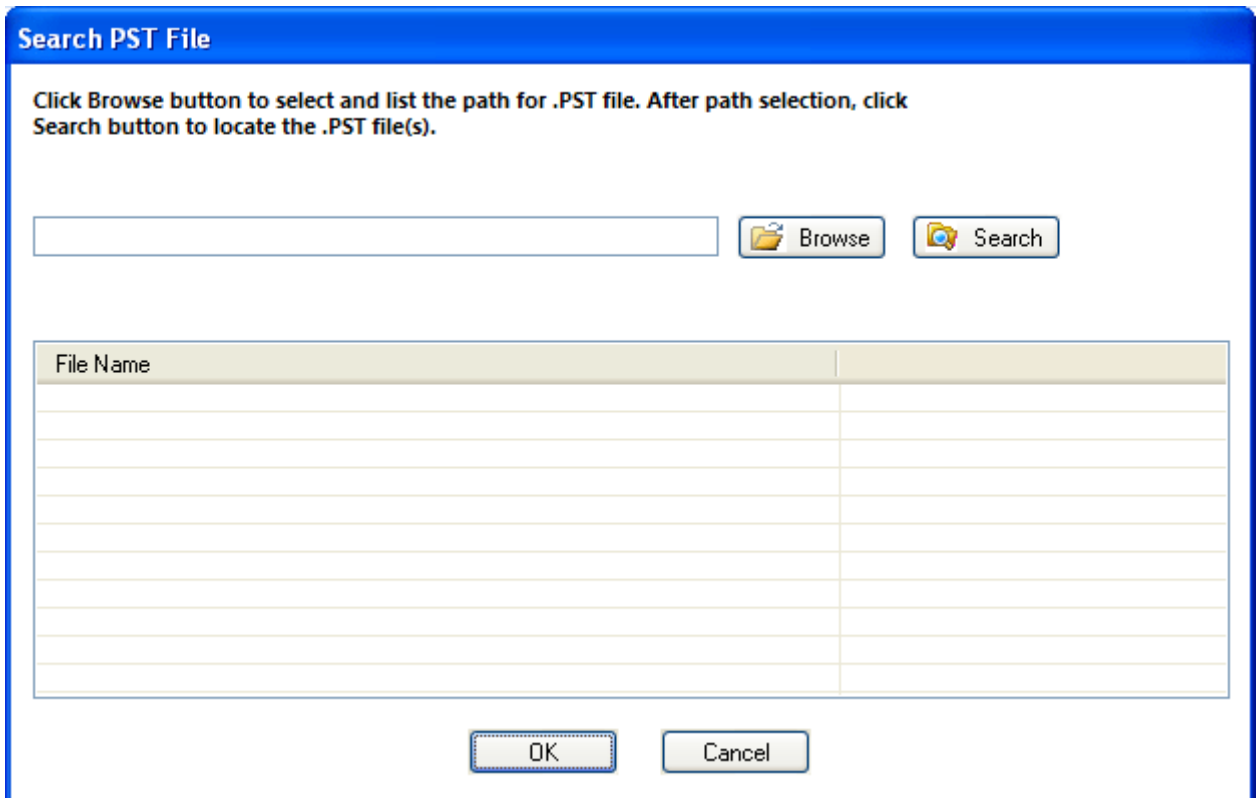 Search PST File
Click Browse button to select and list the path for .PST file. After path selection, click
Search button to locate the .PST file(s).
Browse Search
File Name
OK Cancel